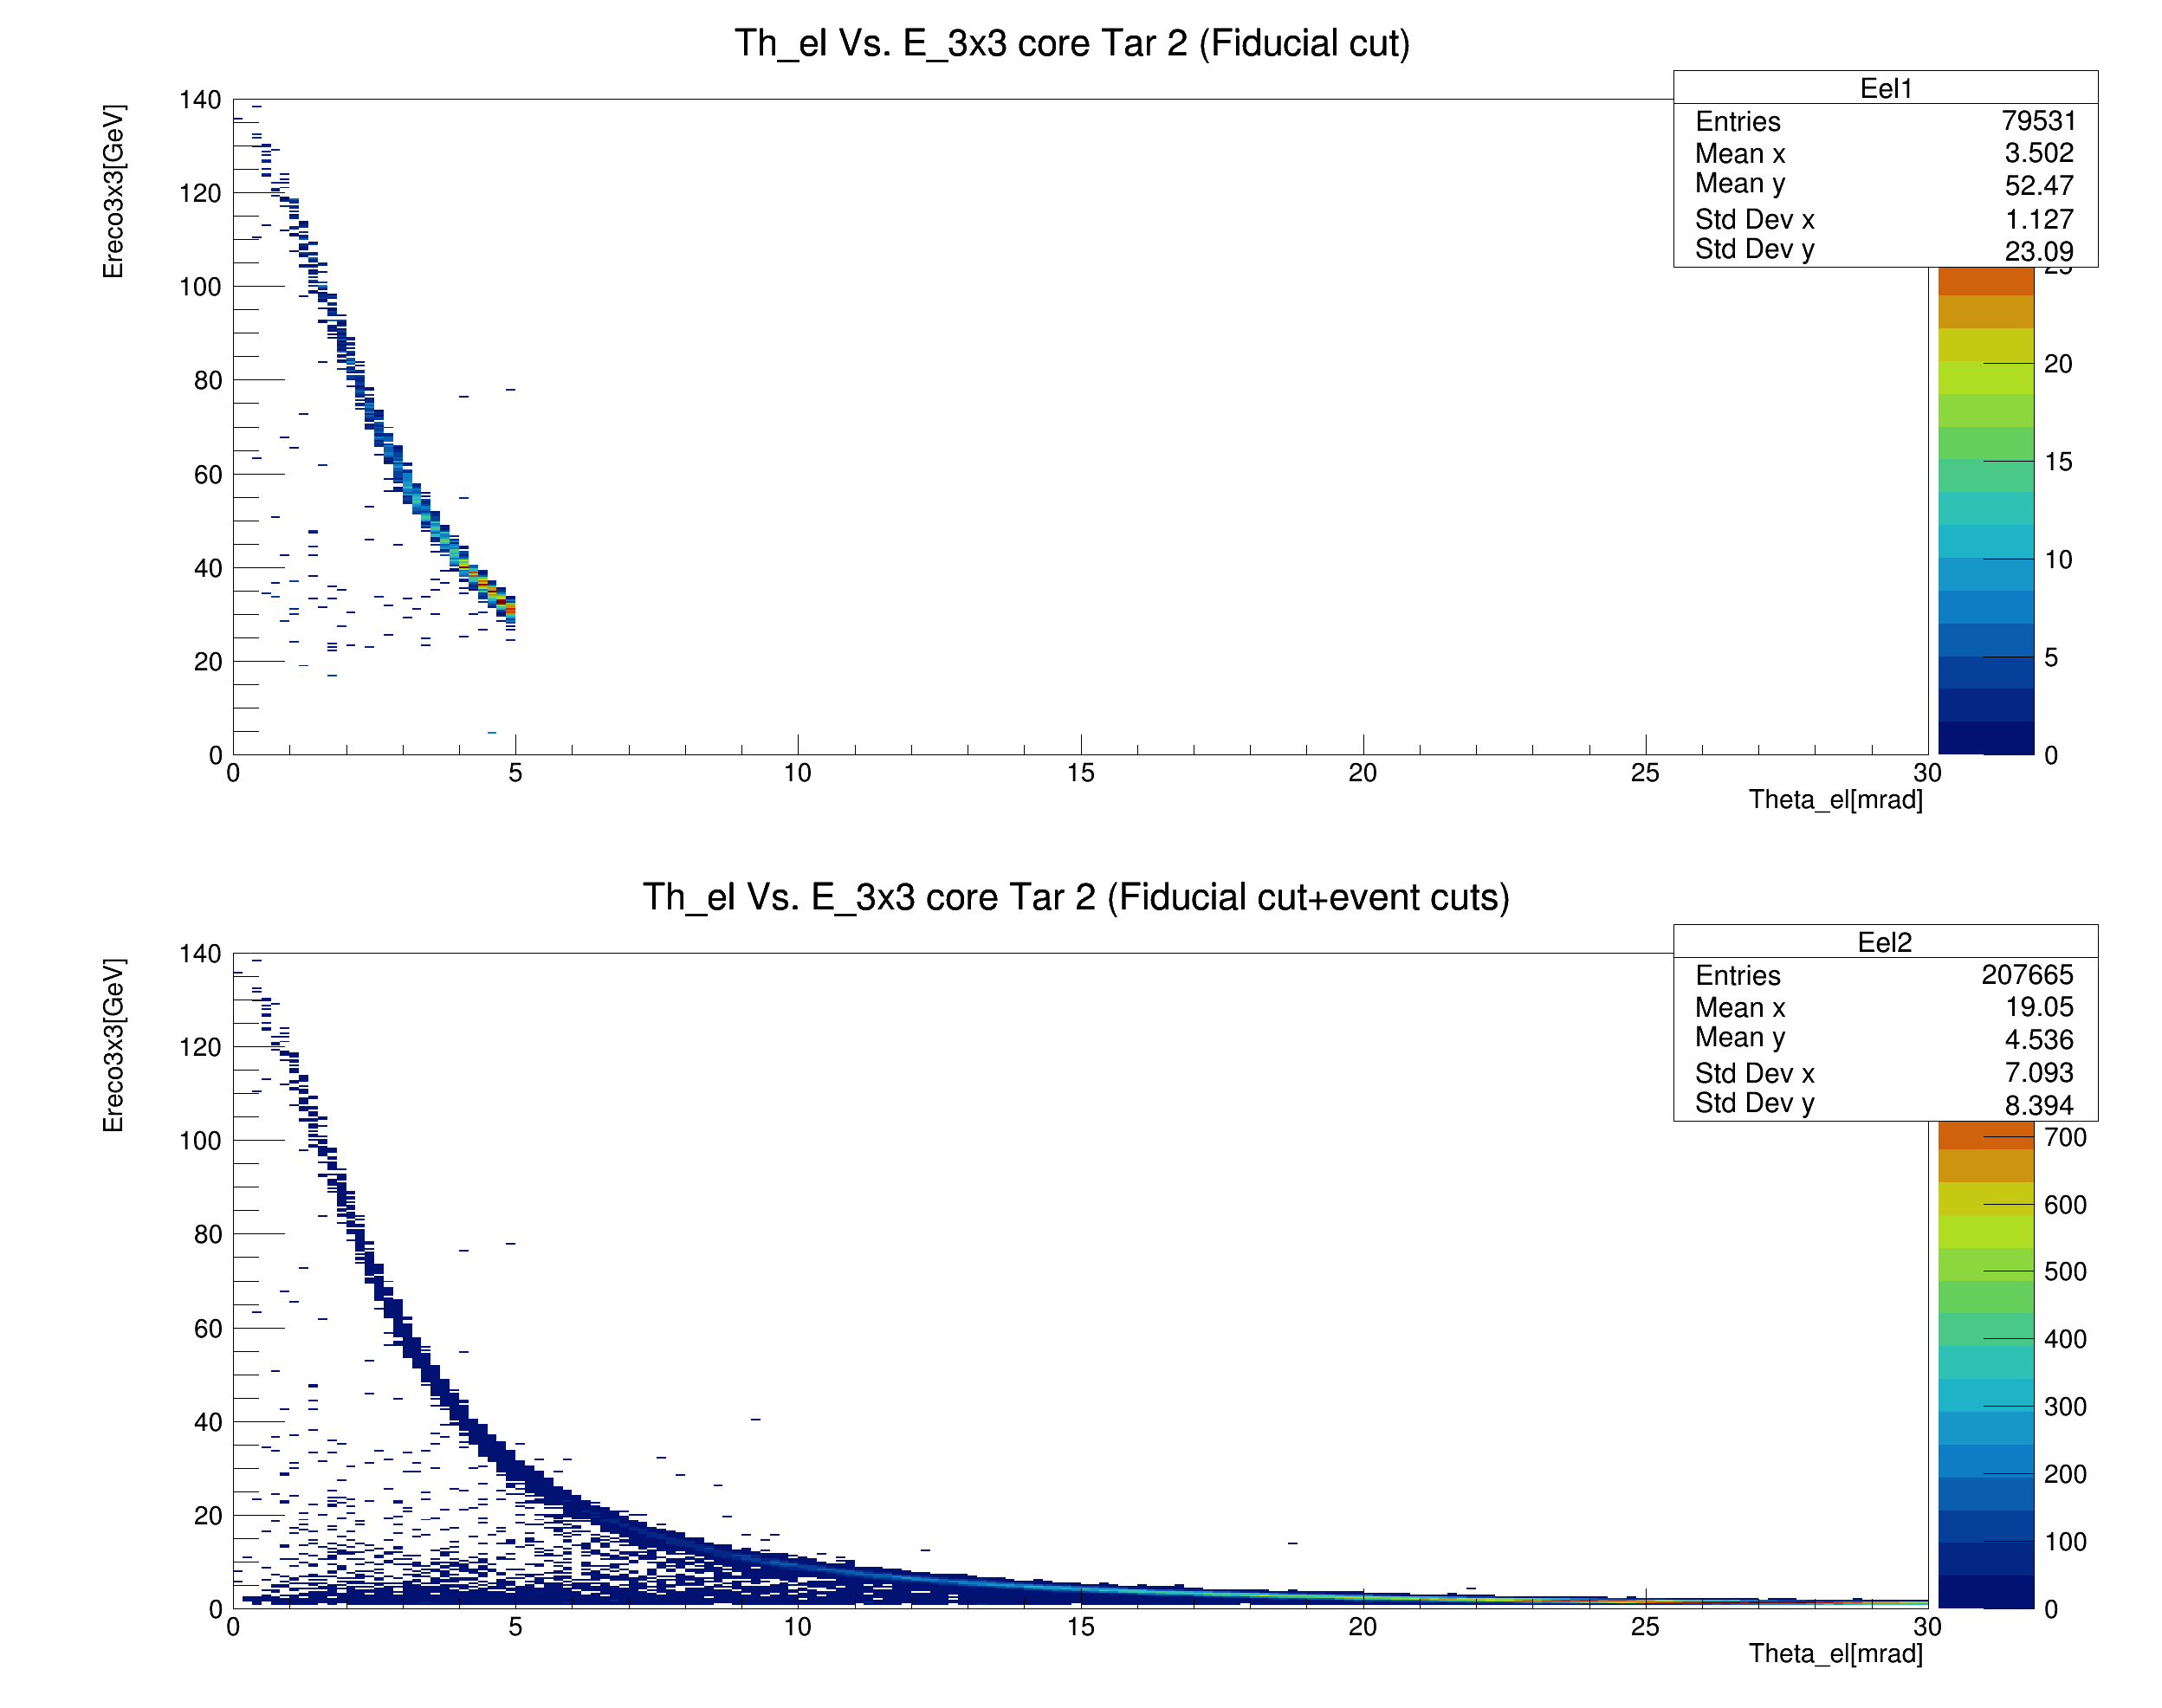 Th_el Vs. E_3x3 core Tar 2 (Fiducial cut)
Ereco3x3[GeV]
Eel1
Entries 79531
Mean x 3.502
Mean y 52.47
Std Dev x 1.127
Std Dev y 23.09
140
120
100
80
60
40
20
0
0 5 10 15 20 25 30
Theta_el[mrad]
25
20
15
10
5
0
Th_el Vs. E_3x3 core Tar 2 (Fiducial cut+event cuts)
Ereco3x3[GeV]
Eel2
Entries 207665
Mean x 19.05
Mean y 4.536
Std Dev x 7.093
Std Dev y 8.394
140
120
100
80
60
40
20
0
0 5 10 15 20 25 30
Theta_el[mrad]
700
600
500
400
300
200
100
0